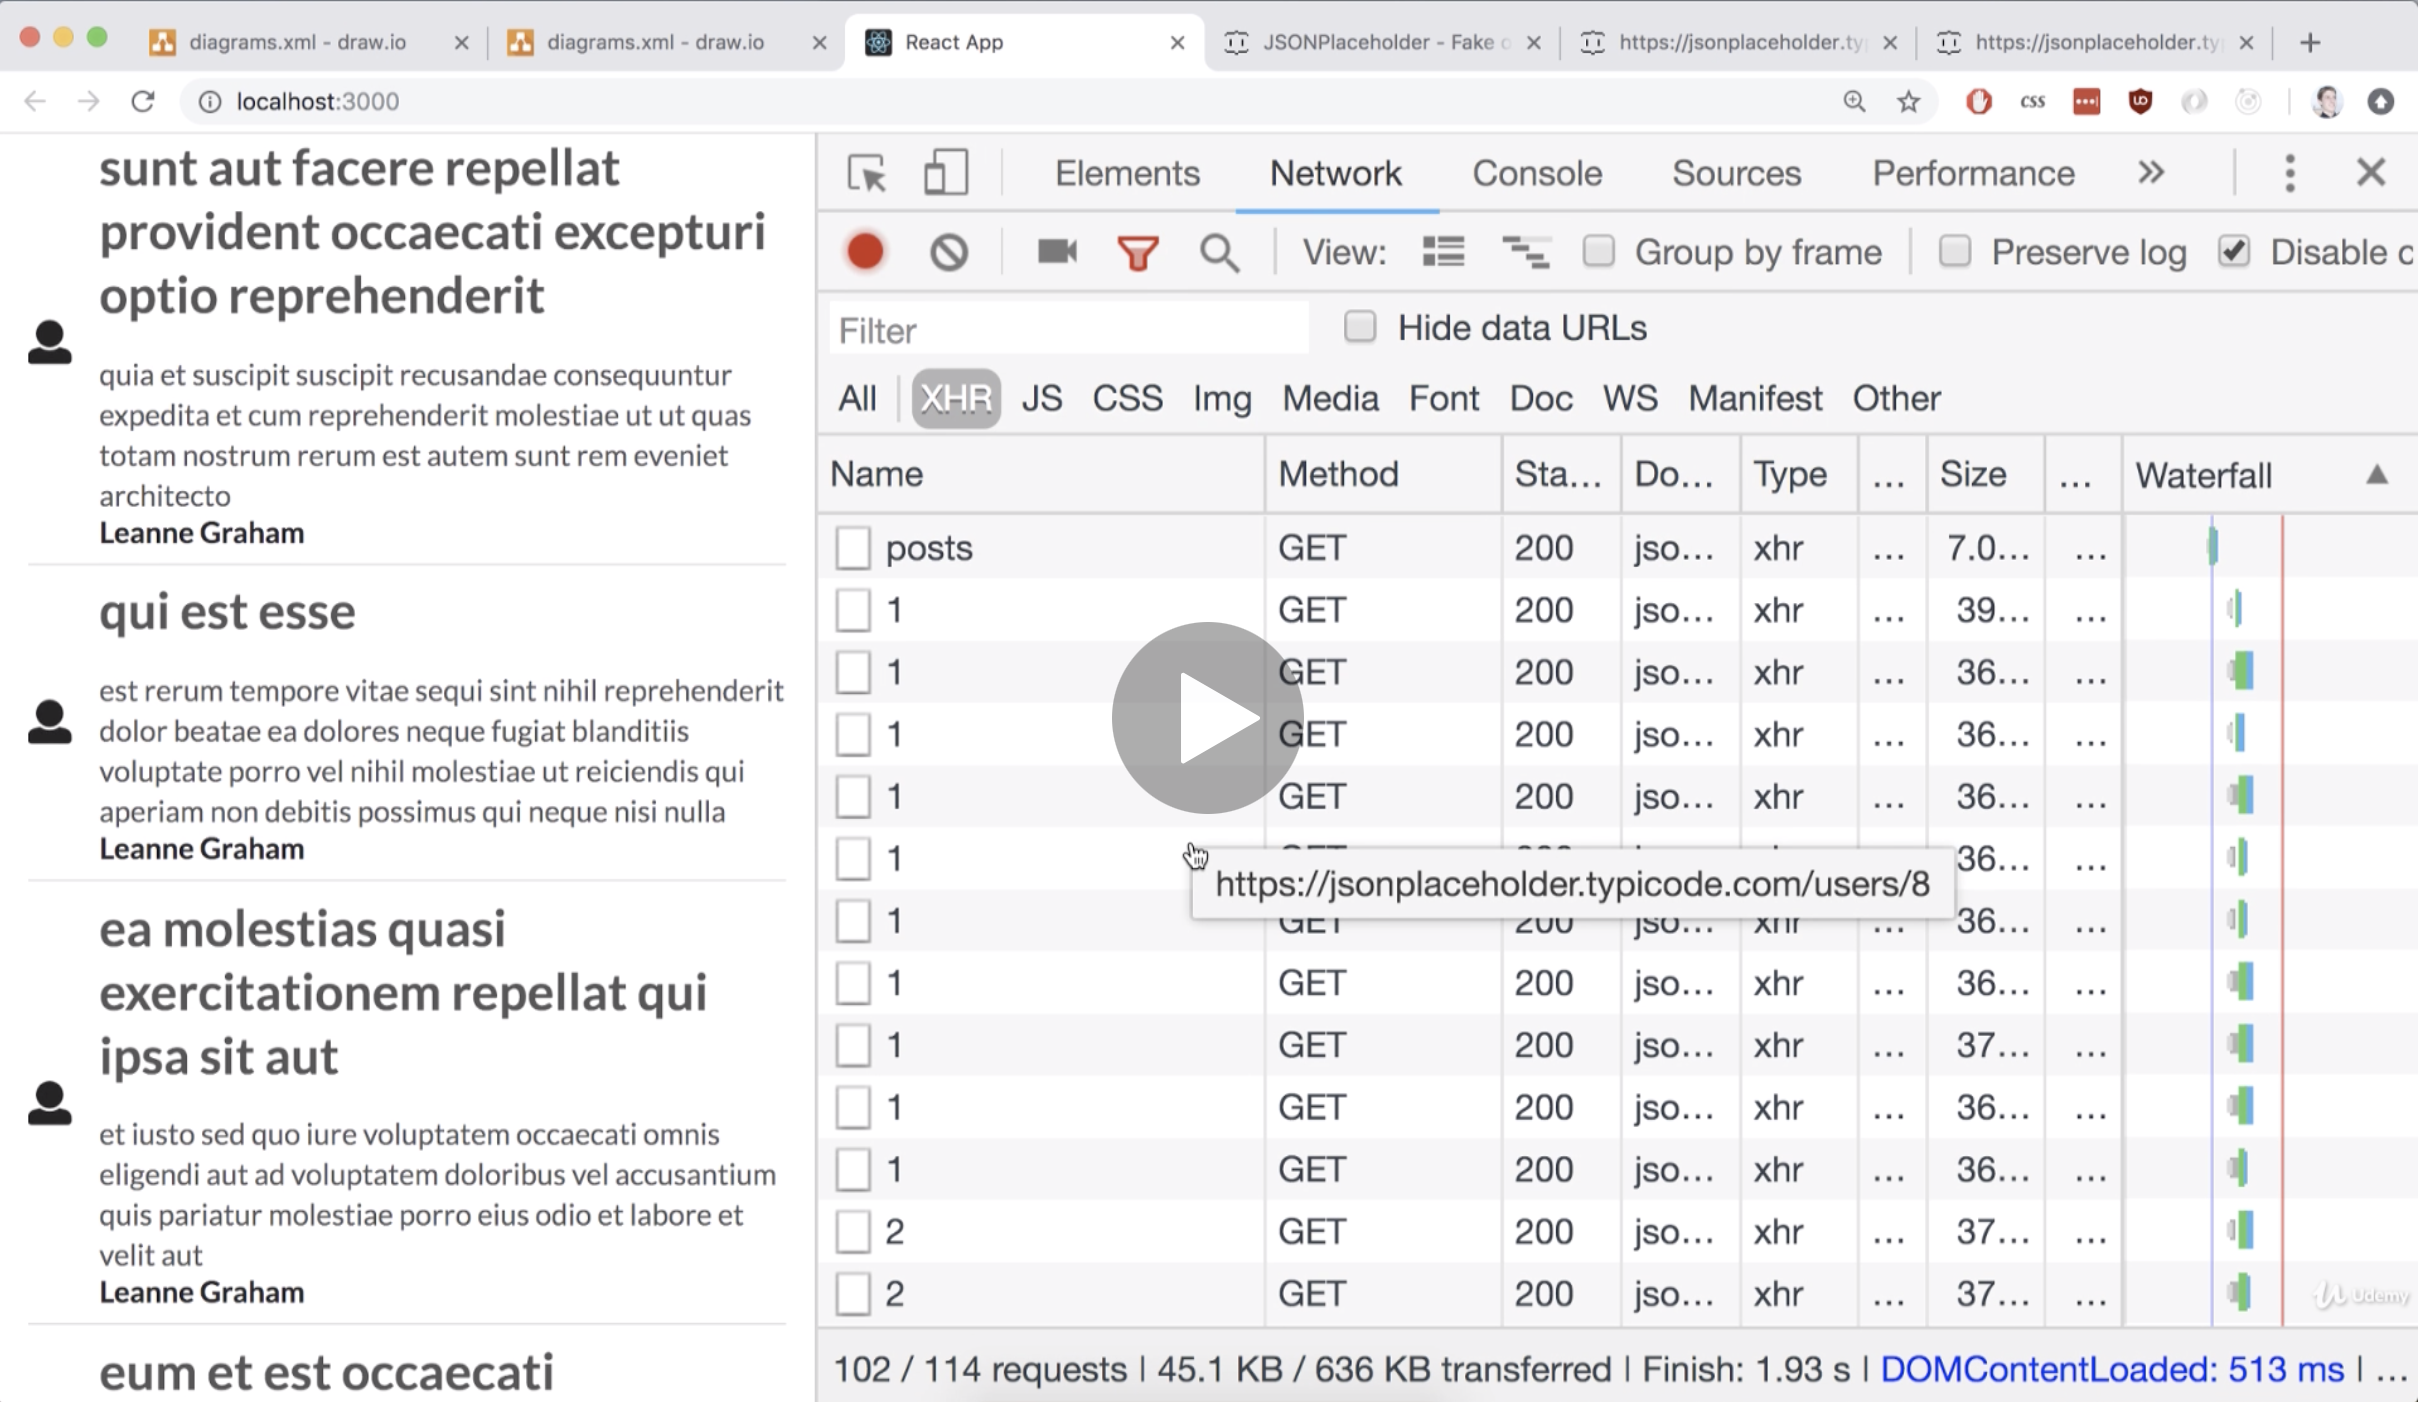 diagrams.xml - draw.io
diagrams.xml - draw.io
React App
JSONPlaceholder - Fake o
https://jsonplaceholder.ty
https://jsonplaceholder.ty
localhost:3000
css
sunt aut facere repellat
provident occaecati excepturi
optio reprehenderit
quia et suscipit suscipit recusandae consequuntur
expedita et cum reprehenderit molestiae ut ut quas
totam nostrum rerum est autem sunt rem eveniet
architecto
Leanne Graham
qui est esse
est rerum tempore vitae sequi sint nihil reprehenderit
dolor beatae ea dolores neque fugiat blanditiis
voluptate porro vel nihil molestiae ut reiciendis qui
aperiam non debitis possimus qui neque nisi nulla
Leanne Graham
ea molestias quasi
exercitationem repellat qui
ipsa sit aut
et iusto sed quo iure voluptatem occaecati omnis
eligendi aut ad voluptatem doloribus vel accusantium
quis pariatur molestiae porro eius odio et labore et
velit aut
Leanne Graham
eum et est occaecati
Elements Network Console Sources Performance »
View: Group by frame Preserve log Disable c
Filter Hide data URLs
All XHR JS CSS Img Media Font Doc WS Manifest Other
Name Method Sta... Do... Type ... Size ... Waterfall ▲
posts GET 200 jso... xhr ... 7.0... ...
1 GET 200 jso... xhr ... 39... ...
1 GET 200 jso... xhr ... 36... ...
1 GET 200 jso... xhr ... 36... ...
1 GET 200 jso... xhr ... 36... ...
1 36... ...
https://jsonplaceholder.typicode.com/users/8
1 GET 200 jso... xhr ... 36... ...
1 GET 200 jso... xhr ... 36... ...
1 GET 200 jso... xhr ... 37... ...
1 GET 200 jso... xhr ... 36... ...
1 GET 200 jso... xhr ... 36... ...
2 GET 200 jso... xhr ... 37... ...
2 GET 200 jso... xhr ... 37... ...
Udemy
102 / 114 requests | 45.1 KB / 636 KB transferred | Finish: 1.93 s | DOMContentLoaded: 513 ms | ...